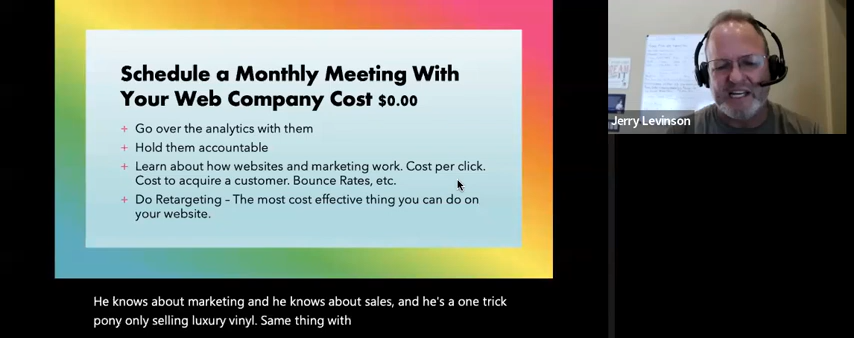 Schedule a Monthly Meeting With
Your Web Company Cost $0.00
+ Go over the analytics with them
+ Hold them accountable
+ Learn about how websites and marketing work. Cost per click.
Cost to acquire a customer. Bounce Rates, etc.
+ Do Retargeting – The most cost effective thing you can do on
your website.
Jerry Levinson
He knows about marketing and he knows about sales, and he's a one trick
pony only selling luxury vinyl. Same thing with